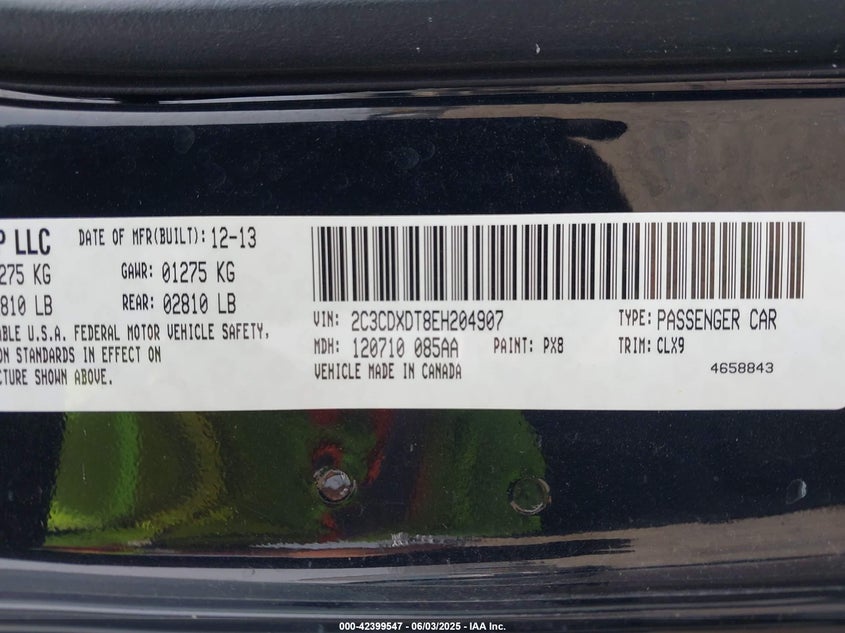 P LLC DATE OF MFR(BUILT): 12-13
275 KG GAWR: 01275 KG
810 LB REAR: 02810 LB
ABLE U.S.A. FEDERAL MOTOR VEHICLE SAFETY,
ON STANDARDS IN EFFECT ON
CTURE SHOWN ABOVE.
VIN: 2C3CDXDT8EH204907 TYPE: PASSENGER CAR
MDH: 120710 085AA PAINT: PX8 TRIM: CLX9
VEHICLE MADE IN CANADA 4658843
000-42399547 - 06/03/2025 - IAA Inc.